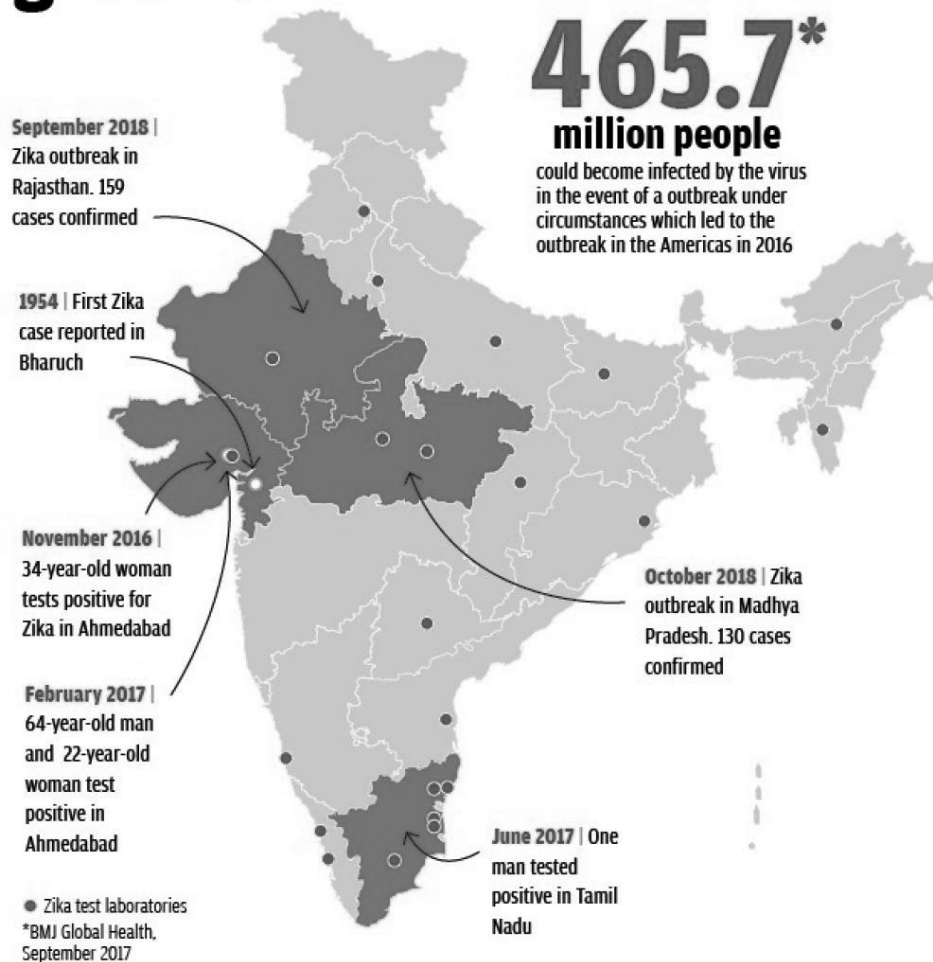 465.7*
million people
could become infected by the virus
in the event of a outbreak under
circumstances which led to the
outbreak in the Americas in 2016
September 2018 |
Zika outbreak in
Rajasthan. 159
cases confirmed
1954 | First Zika
case reported in
Bharuch
November 2016 |
34-year-old woman
tests positive for
Zika in Ahmedabad
February 2017 |
64-year-old man
and 22-year-old
woman test
positive in
Ahmedabad
October 2018 | Zika
outbreak in Madhya
Pradesh. 130 cases
confirmed
June 2017 | One
man tested
positive in Tamil
Nadu
Zika test laboratories
*BMJ Global Health,
September 2017